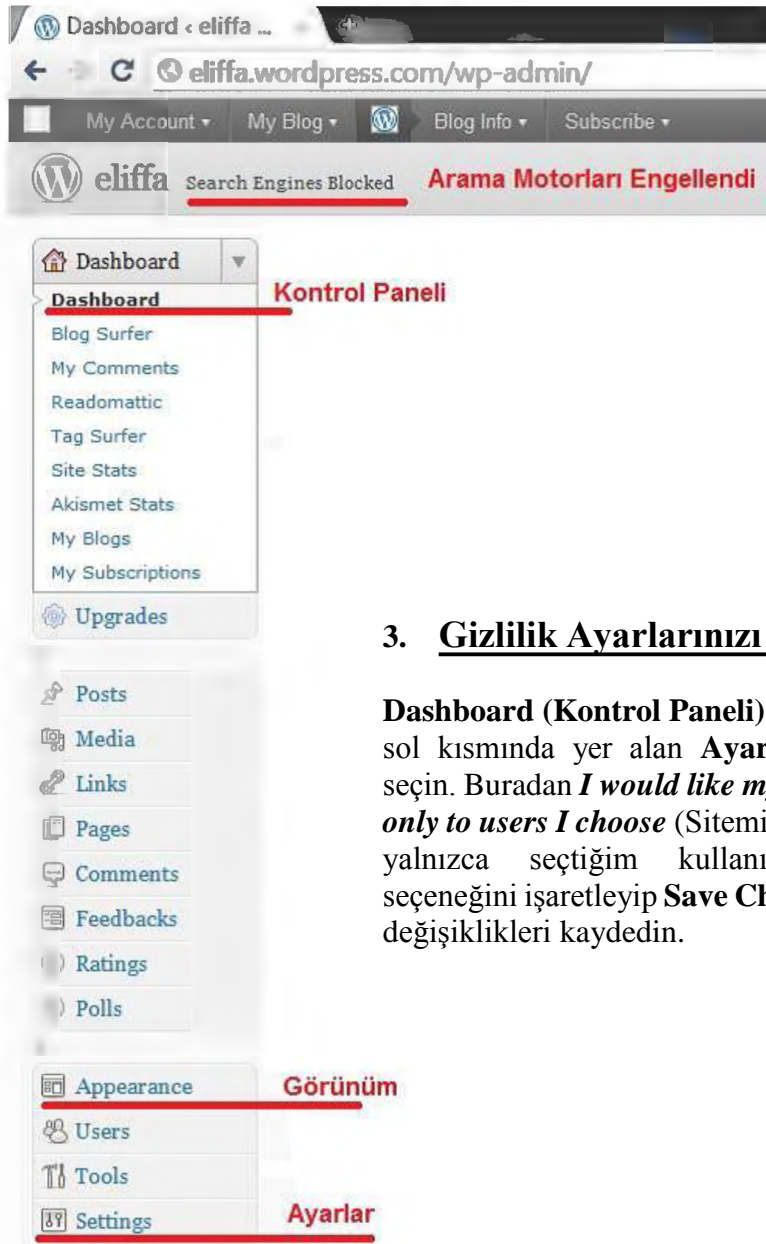 Dashboard ‹ eliffa ...
eliffa.wordpress.com/wp-admin/
My Account My Blog Blog Info Subscribe
eliffa Search Engines Blocked Arama Motorları Engellendi
Dashboard
Dashboard Kontrol Paneli
Blog Surfer
My Comments
Readomattic
Tag Surfer
Site Stats
Akismet Stats
My Blogs
My Subscriptions
Upgrades
3. Gizlilik Ayarlarınızı
Posts
Media
Links
Pages
Comments
Feedbacks
Ratings
Polls
Dashboard (Kontrol Paneli)
sol kısmında yer alan Ayar
seçin. Buradan I would like m
only to users I choose (Sitemi
yalnızca seçtiğim kullanı
seçeneğini işaretleyip Save Ch
değişiklikleri kaydedin.
Appearance Görünüm
Users
Tools
Settings Ayarlar